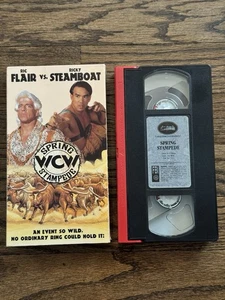 RIC RICKY
FLAIR VS. STEAMBOAT
SPRING
WCW
STAMPEDE
AN EVENT SO WILD.
NO ORDINARY RING COULD HOLD IT!
SPRING
STAMPEDE